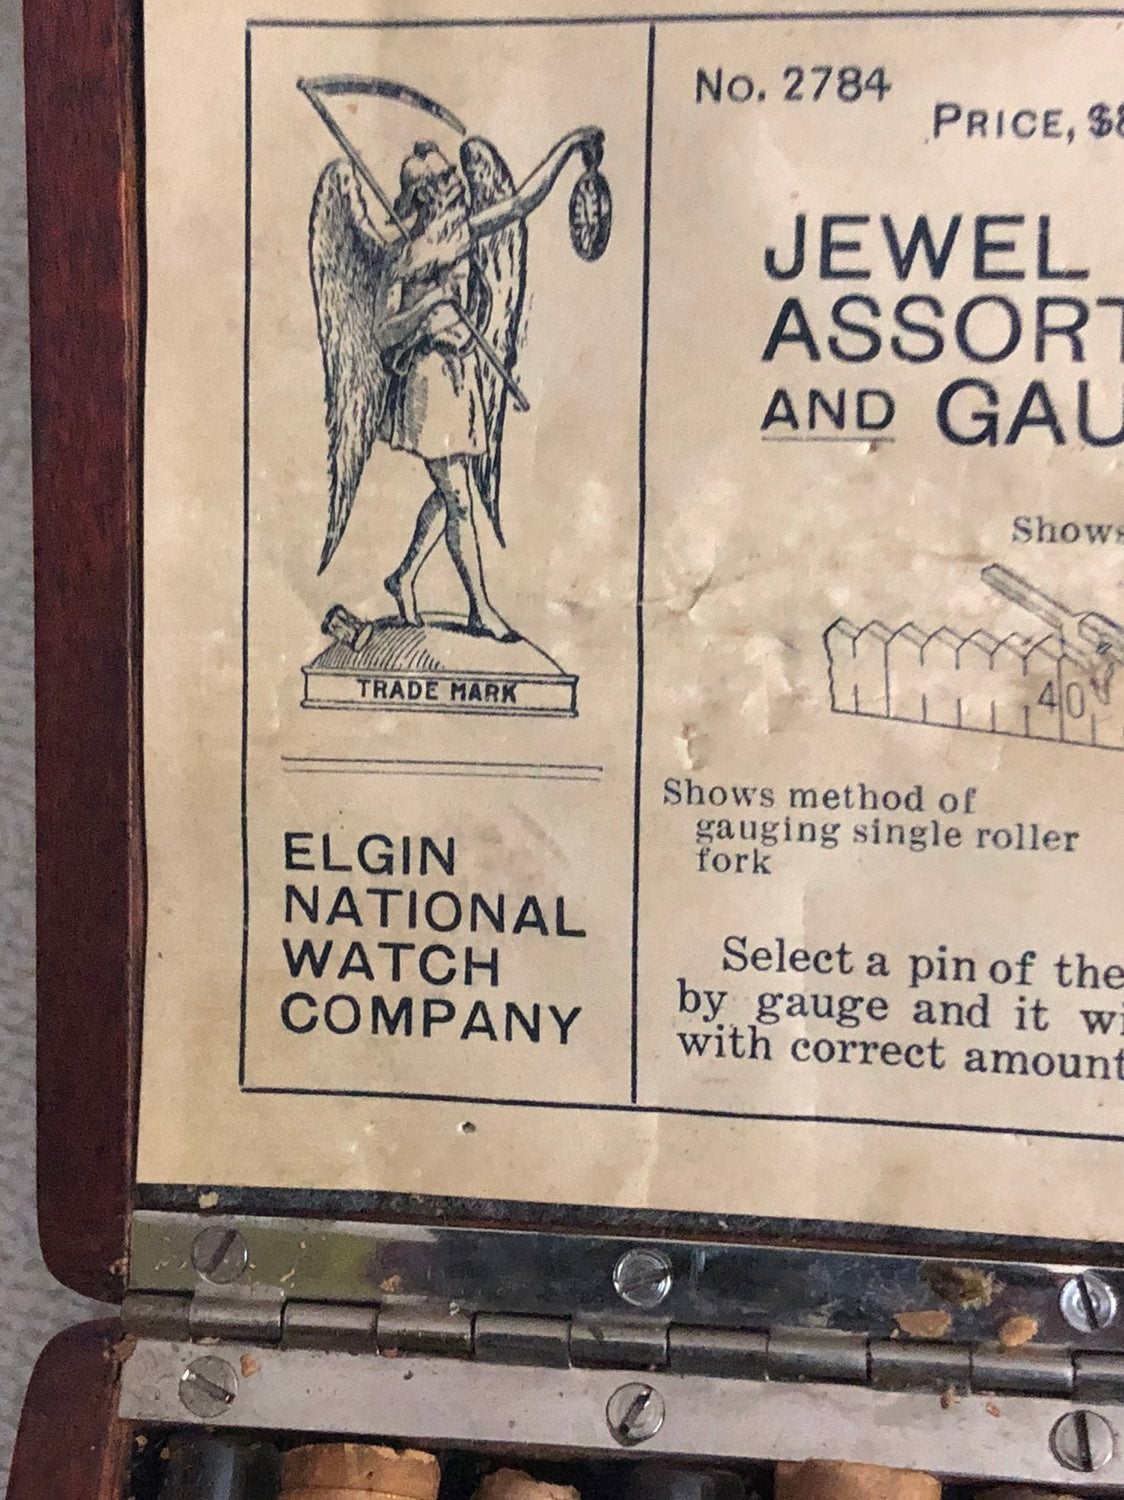 No. 2784
PRICE, $8
JEWEL
ASSORT
AND GAU
Shows
40
TRADE MARK
Shows method of
gauging single roller
fork
ELGIN
NATIONAL
WATCH
COMPANY
Select a pin of the
by gauge and it wi
with correct amount